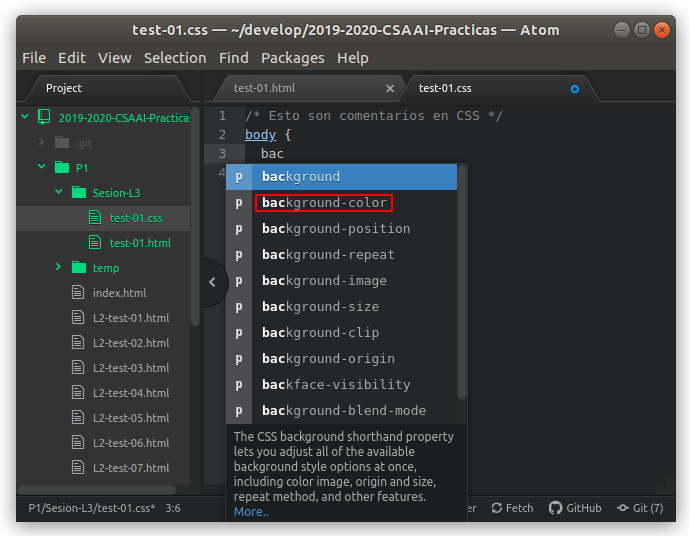 test-01.css — ~/develop/2019-2020-CSAAI-Practicas — Atom
File Edit View Selection Find Packages Help
Project
test-01.html
test-01.css
2019-2020-CSAAI-Practicas
.git
P1
Sesion-L3
test-01.css
test-01.html
temp
index.html
L2-test-01.html
L2-test-02.html
L2-test-03.html
L2-test-04.html
L2-test-05.html
L2-test-06.html
L2-test-07.html
1 /* Esto son comentarios en CSS */
2 body {
3 bac
4
p background
p background-color
p background-position
p background-repeat
p background-image
p background-size
p background-clip
p background-origin
p backface-visibility
p background-blend-mode
The CSS background shorthand property
lets you adjust all of the available
background style options at once,
including color image, origin and size,
repeat method, and other features.
More..
P1/Sesion-L3/test-01.css* 3:6
Fetch GitHub Git (7)